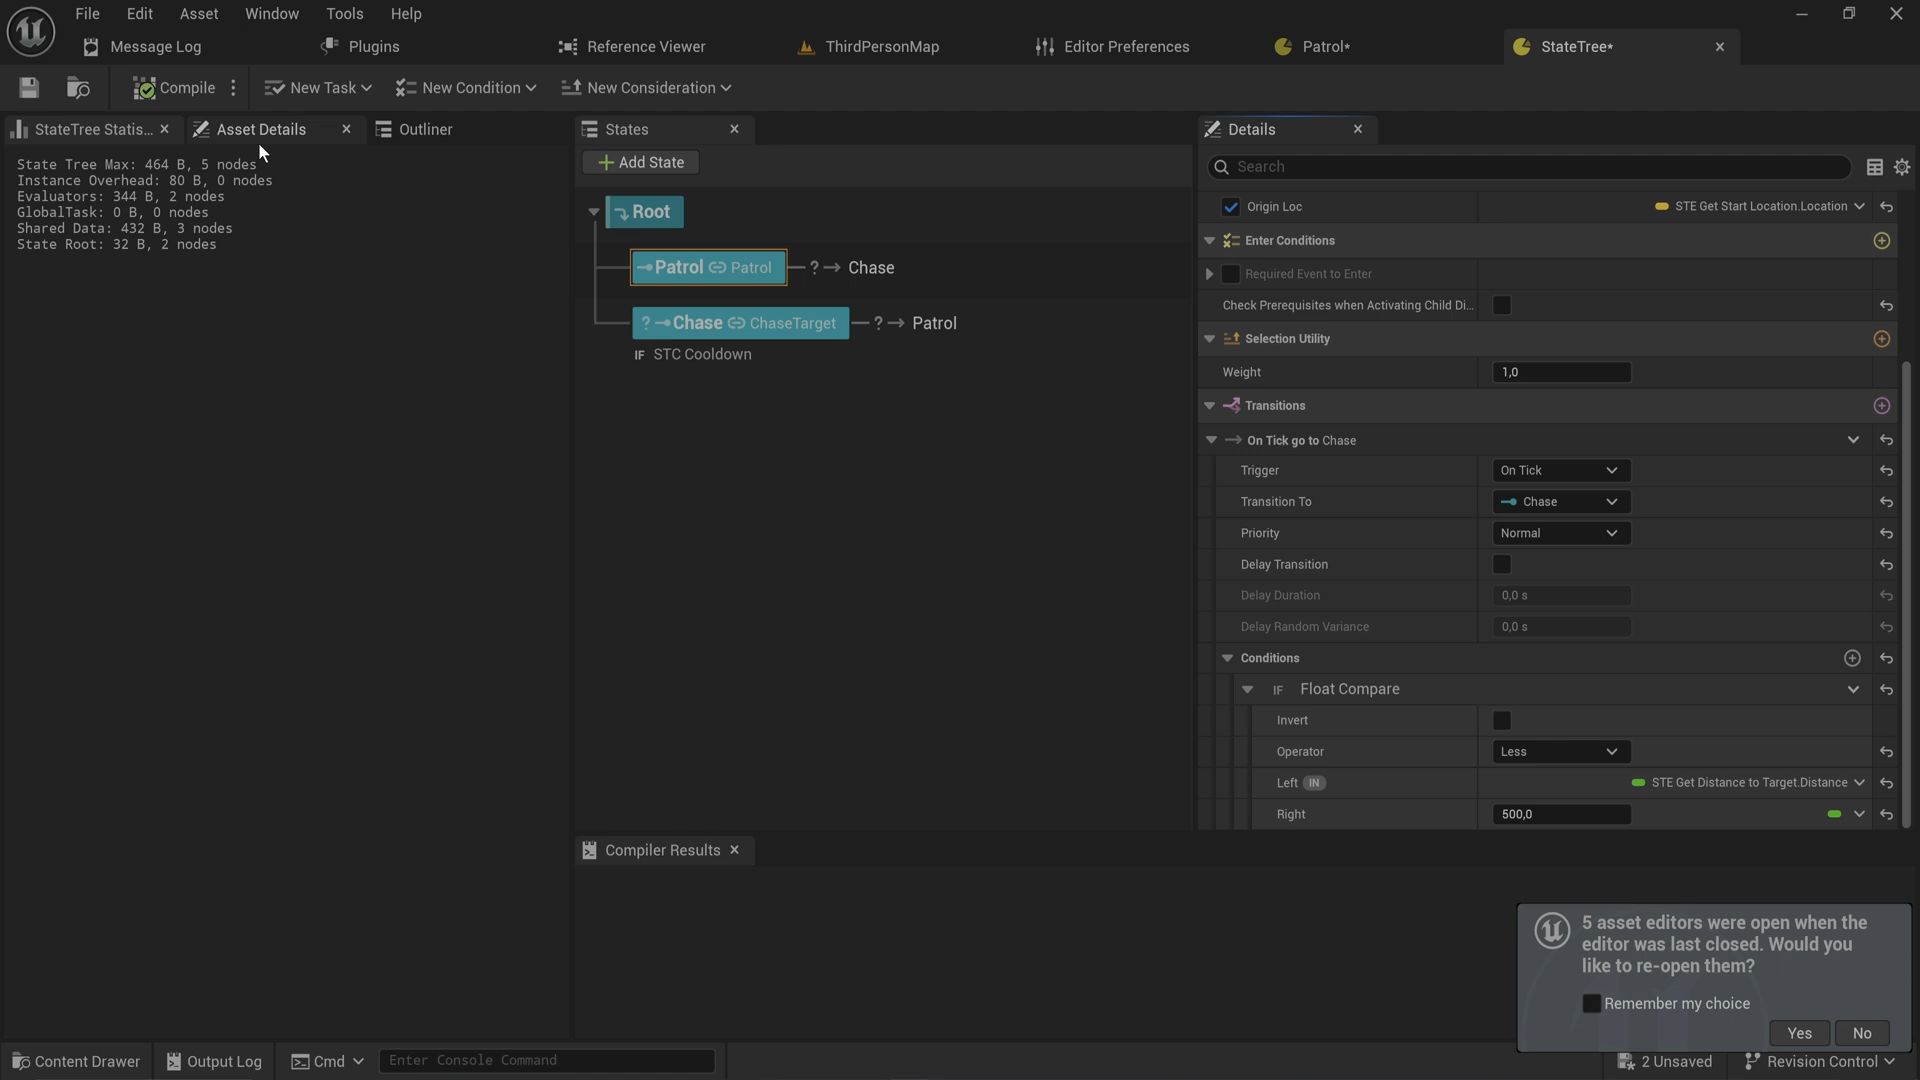 File Edit Asset Window Tools Help
Message Log Plugins Reference Viewer ThirdPersonMap Editor Preferences Patrol* StateTree*
Compile New Task New Condition New Consideration
StateTree Statis... Asset Details Outliner
State Tree Max: 464 B, 5 nodes
Instance Overhead: 80 B, 0 nodes
Evaluators: 344 B, 2 nodes
GlobalTask: 0 B, 0 nodes
Shared Data: 432 B, 3 nodes
State Root: 32 B, 2 nodes
States
Add State
Root
Patrol Patrol ? Chase
? Chase ChaseTarget ? Patrol
IF STC Cooldown
Compiler Results
Details
Search
Origin Loc STE Get Start Location.Location
Enter Conditions
Required Event to Enter
Check Prerequisites when Activating Child Di...
Selection Utility
Weight 1,0
Transitions
On Tick go to Chase
Trigger On Tick
Transition To Chase
Priority Normal
Delay Transition
Delay Duration 0,0 s
Delay Random Variance 0,0 s
Conditions
IF Float Compare
Invert
Operator Less
Left IN STE Get Distance to Target.Distance
Right 500,0
5 asset editors were open when the
editor was last closed. Would you
like to re-open them?
Remember my choice
Yes No
Content Drawer Output Log Cmd Enter Console Command 2 Unsaved Revision Control